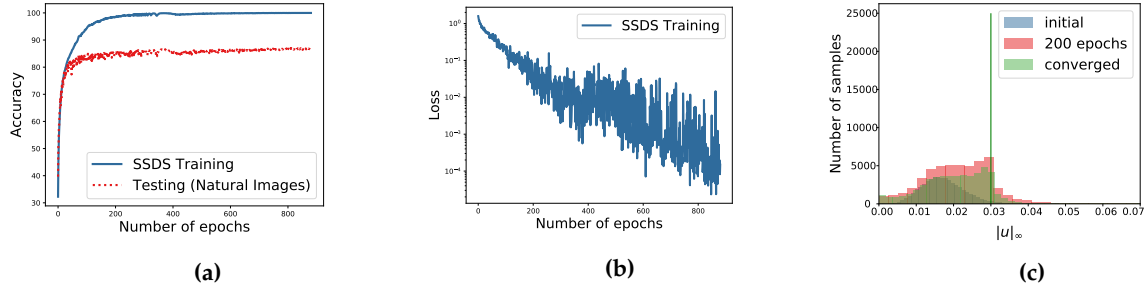 100
90
80
70
60
50
40
30
Accuracy
SSDS Training
Testing (Natural Images)
0 200 400 600 800
Number of epochs
(a)
10⁰
10⁻¹
10⁻²
10⁻³
10⁻⁴
Loss
SSDS Training
0 200 400 600 800
Number of epochs
(b)
25000
20000
15000
10000
5000
0
Number of samples
initial
200 epochs
converged
0.00 0.01 0.02 0.03 0.04 0.05 0.06 0.07
|u|∞
(c)